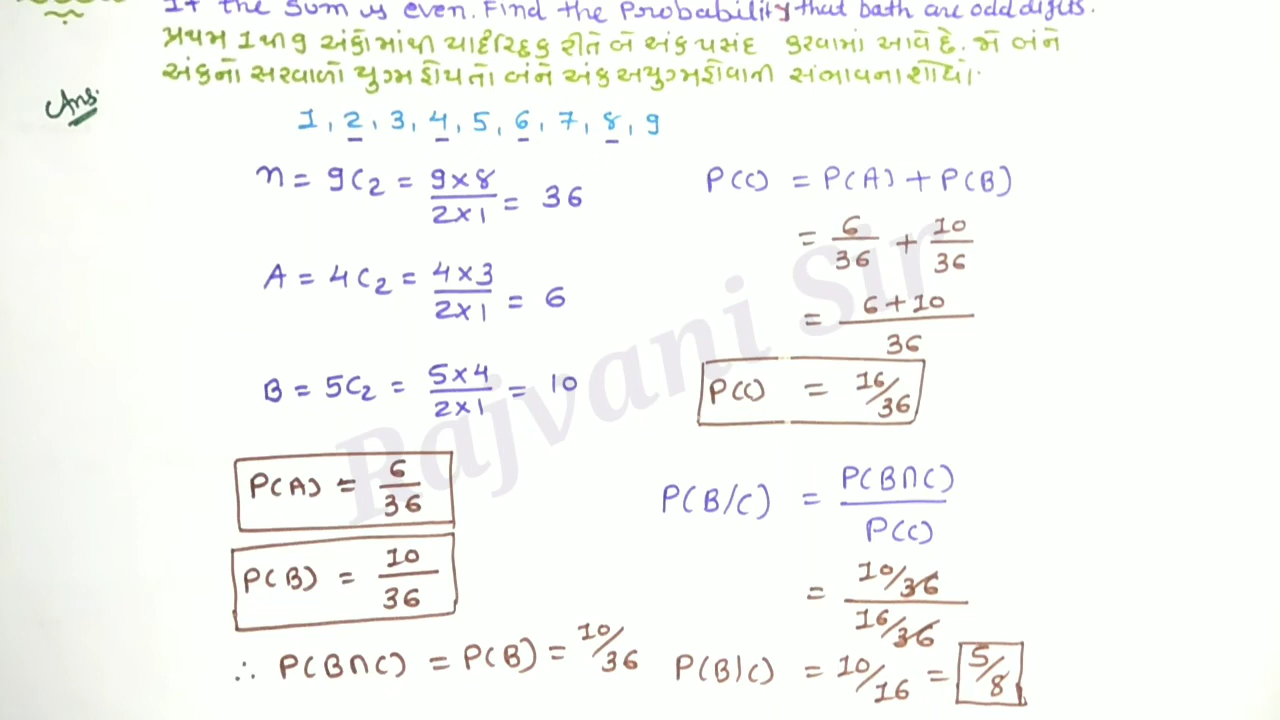 If the sum is even. Find the Probability that bath are odd digits.
પ્રથમ 1 થી 9 અંકોમાંથી યાદૃચ્છિક રીતે બે અંક પસંદ કરવામાં આવે છે. જો બંને
અંકનો સરવાળો યુગ્મ હોય તો બંને અંક અયુગ્મ હોવાની સંભાવના શોધો.
Ans.
1, 2, 3, 4, 5, 6, 7, 8, 9
n = 9C2 = 9×8 / 2×1 = 36
A = 4C2 = 4×3 / 2×1 = 6
B = 5C2 = 5×4 / 2×1 = 10
P(A) = 6/36
P(B) = 10/36
∴ P(B∩C) = P(B) = 10/36
P(C) = P(A) + P(B)
= 6/36 + 10/36
= 6+10 / 36
P(C) = 16/36
P(B/C) = P(B∩C) / P(C)
= 10/36 / 16/36
P(B|C) = 10/16 = 5/8
Rajvani Sir